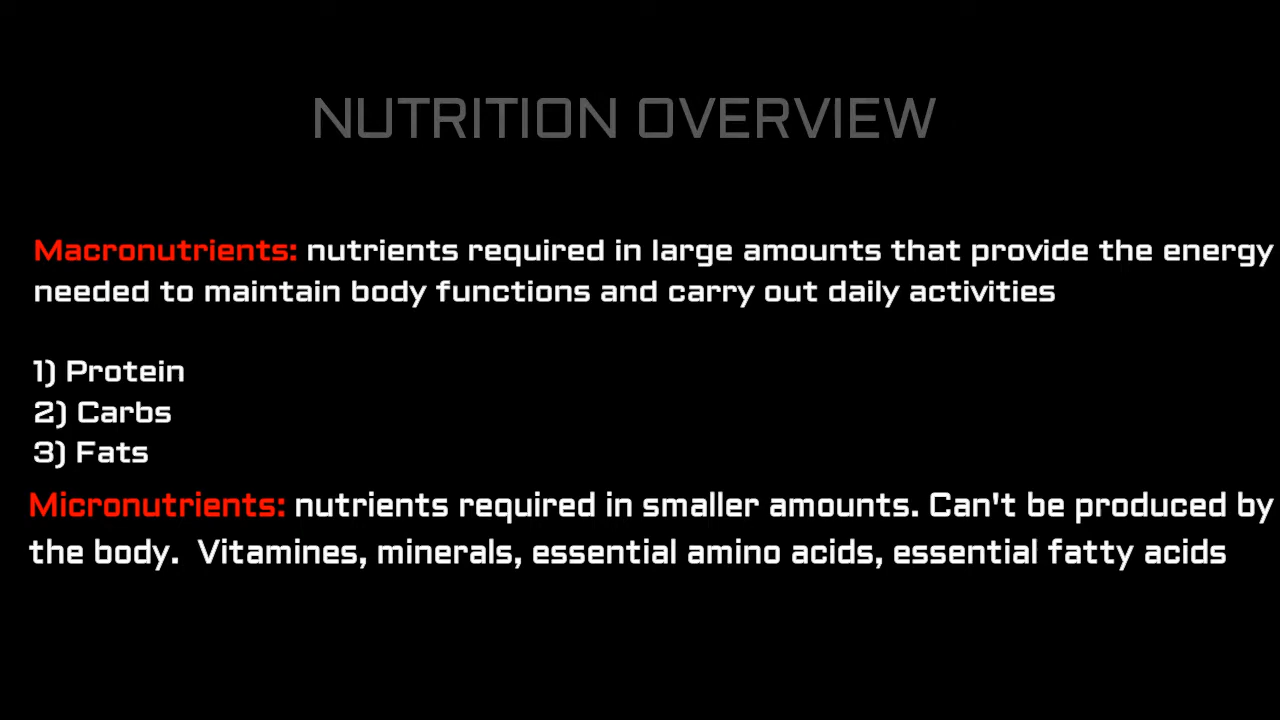 NUTRITION OVERVIEW
Macronutrients: nutrients required in large amounts that provide the energy
needed to maintain body functions and carry out daily activities
1) Protein
2) Carbs
3) Fats
Micronutrients: nutrients required in smaller amounts. Can't be produced by
the body.  Vitamines, minerals, essential amino acids, essential fatty acids